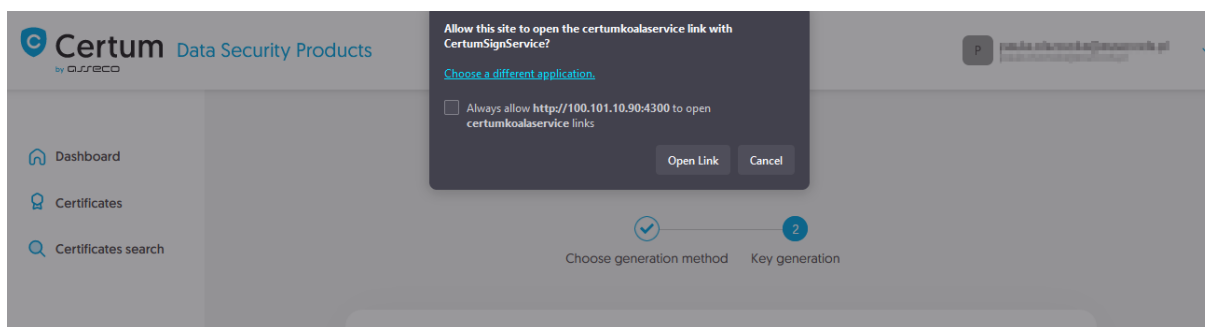 Certum Data Security Products
by asseco
Allow this site to open the certumkoalaservice link with
CertumSignService?
Choose a different application.
Always allow http://100.101.10.90:4300 to open
certumkoalaservice links
Open Link Cancel
P
Dashboard
Certificates
Certificates search
2
Choose generation method Key generation